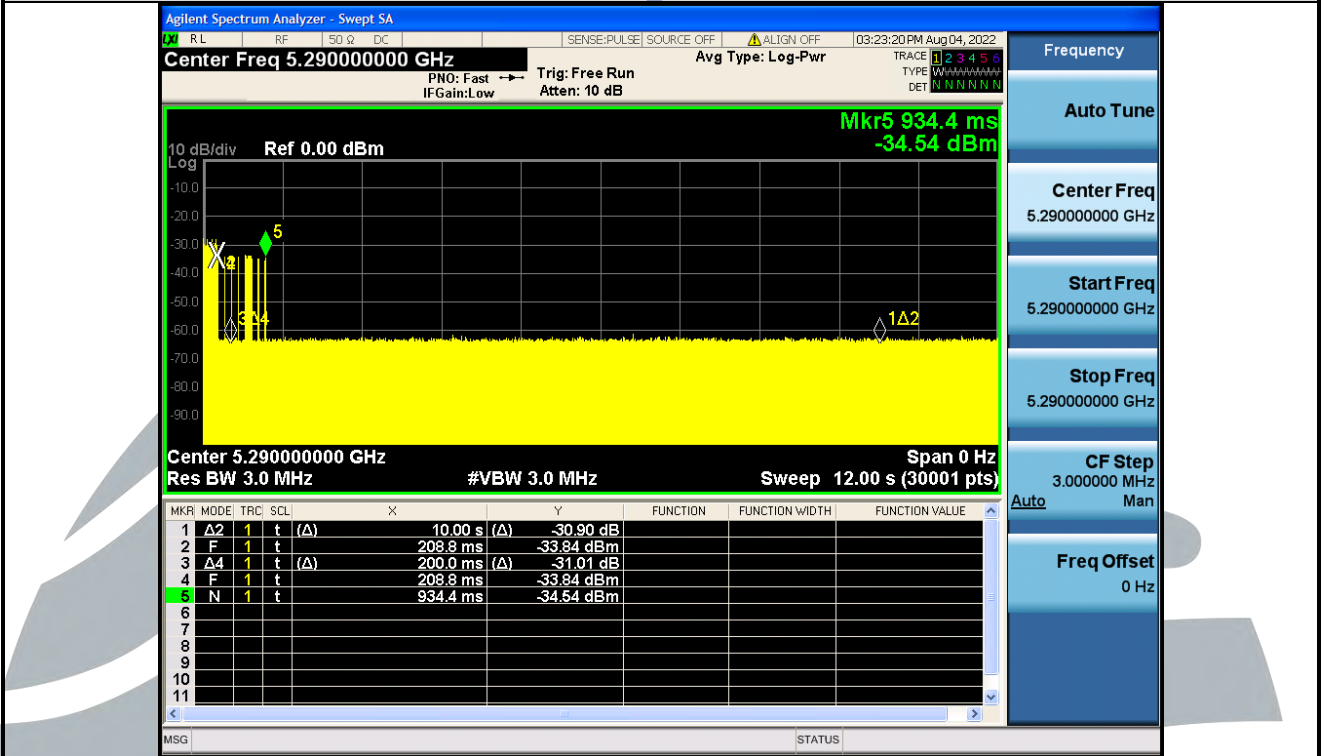 Agilent Spectrum Analyzer - Swept SA
LXI RL RF 50 Ω DC SENSE:PULSE SOURCE OFF ALIGN OFF 03:23:20 PM Aug 04, 2022
Center Freq 5.290000000 GHz
PNO: Fast
IFGain:Low
Trig: Free Run
Atten: 10 dB
Avg Type: Log-Pwr
TRACE 1 2 3 4 5 6
TYPE W
DET N N N N N N
Mkr5 934.4 ms
-34.54 dBm
10 dB/div Ref 0.00 dBm
Log
-10.0
-20.0
-30.0
-40.0
-50.0
-60.0
-70.0
-80.0
-90.0
5
3Δ4
1Δ2
Center 5.290000000 GHz Span 0 Hz
Res BW 3.0 MHz #VBW 3.0 MHz Sweep 12.00 s (30001 pts)
MKR MODE TRC SCL X Y FUNCTION FUNCTION WIDTH FUNCTION VALUE
1 Δ2 1 t (Δ) 10.00 s (Δ) -30.90 dB
2 F 1 t 208.8 ms -33.84 dBm
3 Δ4 1 t (Δ) 200.0 ms (Δ) -31.01 dB
4 F 1 t 208.8 ms -33.84 dBm
5 N 1 t 934.4 ms -34.54 dBm
6
7
8
9
10
11
MSG STATUS
Frequency
Auto Tune
Center Freq
5.290000000 GHz
Start Freq
5.290000000 GHz
Stop Freq
5.290000000 GHz
CF Step
3.000000 MHz
Auto Man
Freq Offset
0 Hz